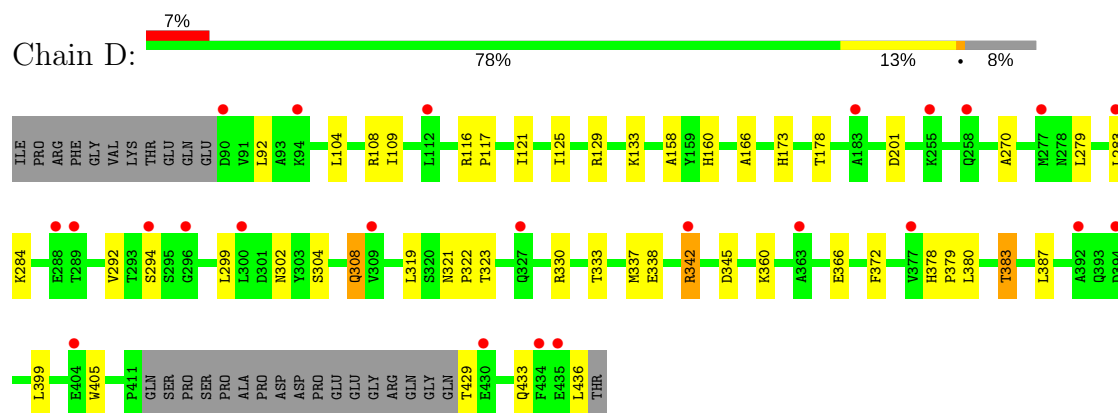 7%
Chain D:
78% 13% • 8%
ILE PRO ARG PHE GLY VAL LYS THR GLU GLN GLU D90 V91 L92 A93 K94 L104 R108 I109 L112 R116 P117 I121 I125 R129 K133 A158 Y159 H160 A166 H173 T178 A183 D201 K255 Q258 A270 M277 N278 L279 L283
K284 E288 T289 V292 T293 S294 S295 G296 L299 L300 D301 N302 Y303 S304 Q308 V309 L319 S320 N321 P322 T323 Q327 R330 T333 M337 E338 R342 D345 K360 A363 E366 F372 V377 H378 P379 L380 T383 L387 A392 Q393
L399 E404 W405 P411 GLN SER PRO SER PRO ALA PRO ASP ASP PRO GLU GLU GLY ARG GLN GLY GLN T429 E430 Q433 F434 E435 L436 THR